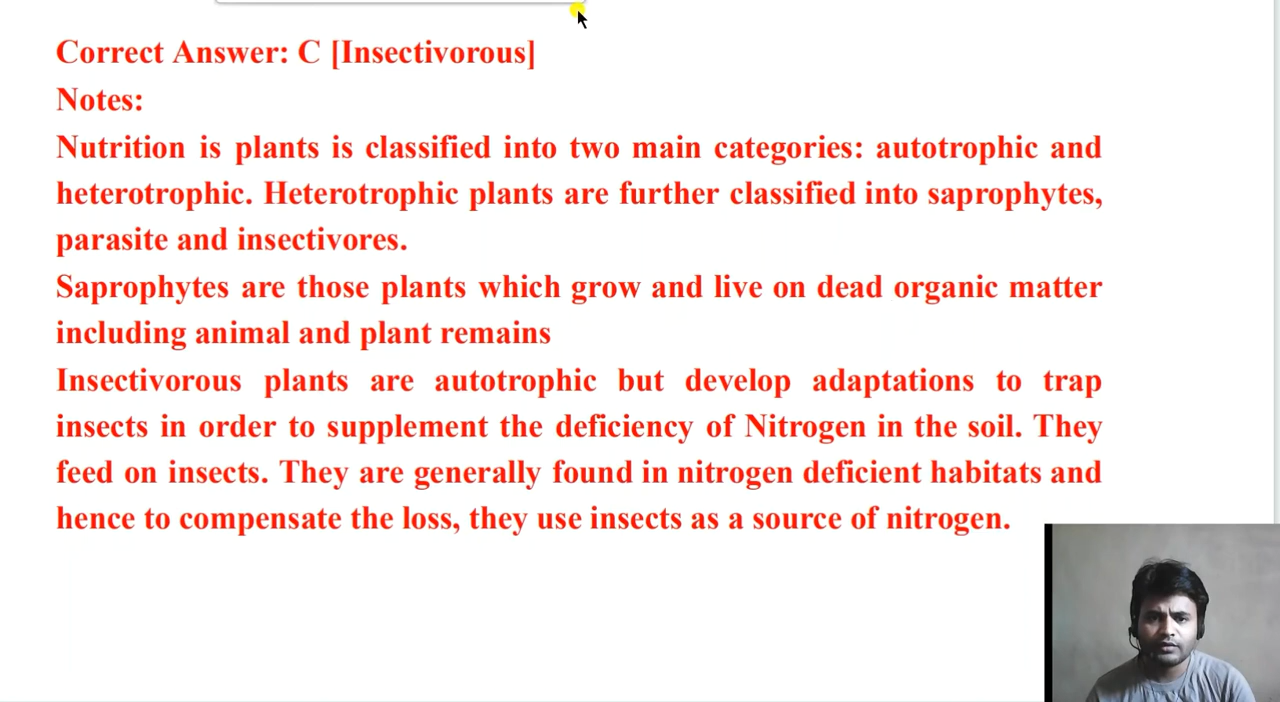 Correct Answer: C [Insectivorous]
Notes:
Nutrition is plants is classified into two main categories: autotrophic and
heterotrophic. Heterotrophic plants are further classified into saprophytes,
parasite and insectivores.
Saprophytes are those plants which grow and live on dead organic matter
including animal and plant remains
Insectivorous plants are autotrophic but develop adaptations to trap
insects in order to supplement the deficiency of Nitrogen in the soil. They
feed on insects. They are generally found in nitrogen deficient habitats and
hence to compensate the loss, they use insects as a source of nitrogen.